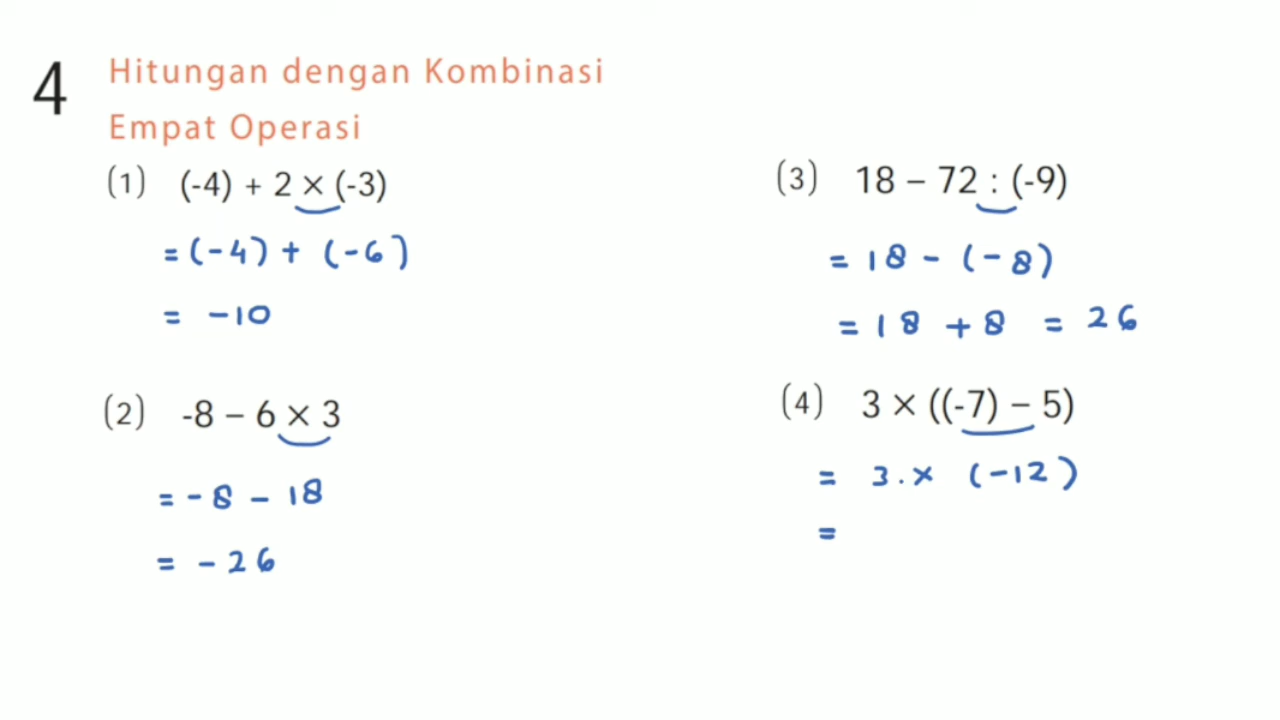 4
Hitungan dengan Kombinasi
Empat Operasi
(1) (-4) + 2 × (-3)
= (-4) + (-6)
= -10
(2) -8 – 6 × 3
= -8 - 18
= -26
(3) 18 – 72 : (-9)
= 18 - (-8)
= 18 + 8 = 26
(4) 3 × ((-7) – 5)
= 3 . × (-12)
=